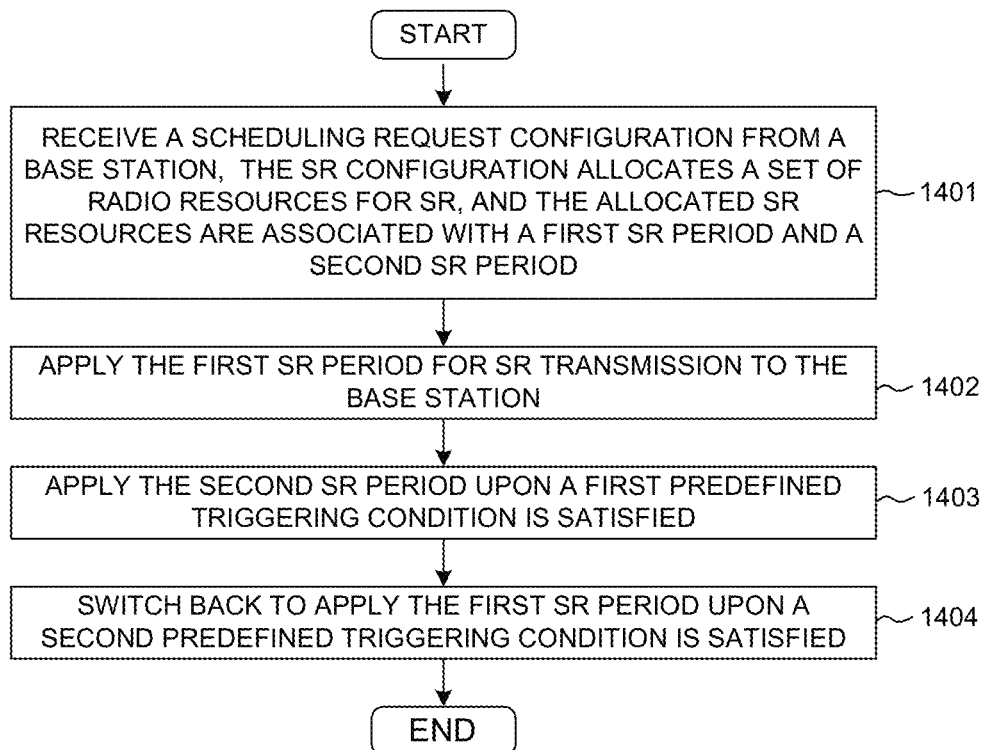 START
RECEIVE A SCHEDULING REQUEST CONFIGURATION FROM A
BASE STATION, THE SR CONFIGURATION ALLOCATES A SET OF
RADIO RESOURCES FOR SR, AND THE ALLOCATED SR
RESOURCES ARE ASSOCIATED WITH A FIRST SR PERIOD AND A
SECOND SR PERIOD
1401
APPLY THE FIRST SR PERIOD FOR SR TRANSMISSION TO THE
BASE STATION
1402
APPLY THE SECOND SR PERIOD UPON A FIRST PREDEFINED
TRIGGERING CONDITION IS SATISFIED
1403
SWITCH BACK TO APPLY THE FIRST SR PERIOD UPON A
SECOND PREDEFINED TRIGGERING CONDITION IS SATISFIED
1404
END